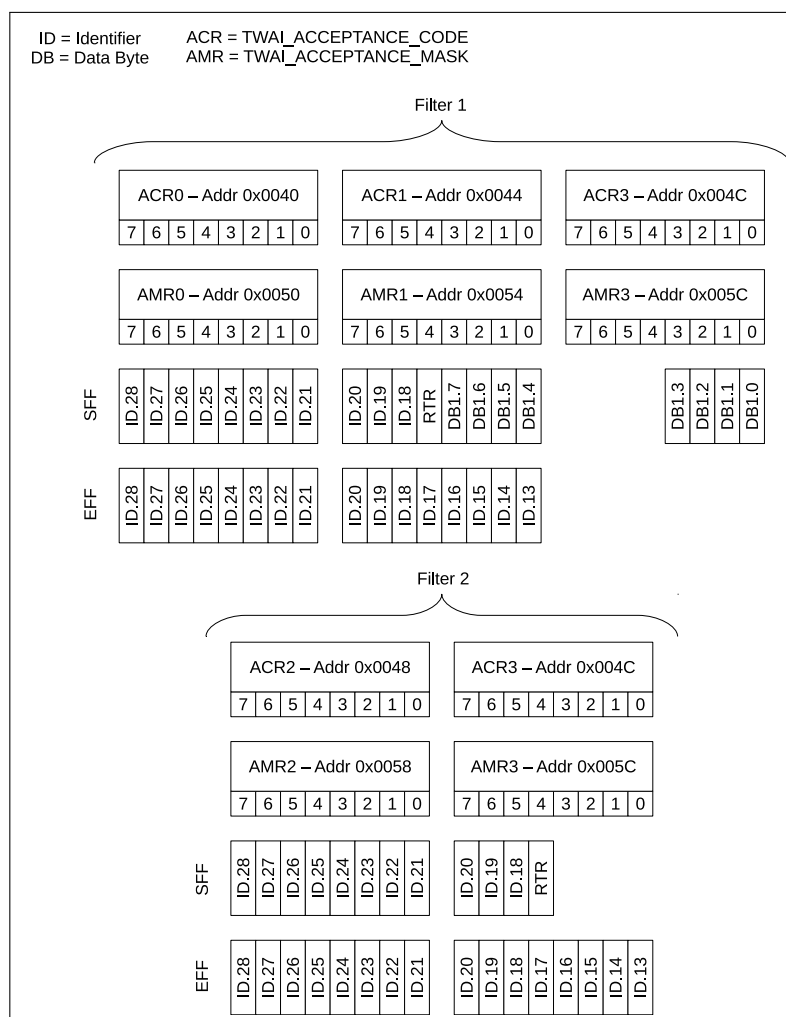 ID = Identifier ACR = TWAI_ACCEPTANCE_CODE
DB = Data Byte AMR = TWAI_ACCEPTANCE_MASK
Filter 1
ACR0 – Addr 0x0040 ACR1 – Addr 0x0044 ACR3 – Addr 0x004C
7 6 5 4 3 2 1 0 7 6 5 4 3 2 1 0 7 6 5 4 3 2 1 0
AMR0 – Addr 0x0050 AMR1 – Addr 0x0054 AMR3 – Addr 0x005C
7 6 5 4 3 2 1 0 7 6 5 4 3 2 1 0 7 6 5 4 3 2 1 0
SFF ID.28 ID.27 ID.26 ID.25 ID.24 ID.23 ID.22 ID.21 ID.20 ID.19 ID.18 RTR DB1.7 DB1.6 DB1.5 DB1.4 DB1.3 DB1.2 DB1.1 DB1.0
EFF ID.28 ID.27 ID.26 ID.25 ID.24 ID.23 ID.22 ID.21 ID.20 ID.19 ID.18 ID.17 ID.16 ID.15 ID.14 ID.13
Filter 2
ACR2 – Addr 0x0048 ACR3 – Addr 0x004C
7 6 5 4 3 2 1 0 7 6 5 4 3 2 1 0
AMR2 – Addr 0x0058 AMR3 – Addr 0x005C
7 6 5 4 3 2 1 0 7 6 5 4 3 2 1 0
SFF ID.28 ID.27 ID.26 ID.25 ID.24 ID.23 ID.22 ID.21 ID.20 ID.19 ID.18 RTR
EFF ID.28 ID.27 ID.26 ID.25 ID.24 ID.23 ID.22 ID.21 ID.20 ID.19 ID.18 ID.17 ID.16 ID.15 ID.14 ID.13